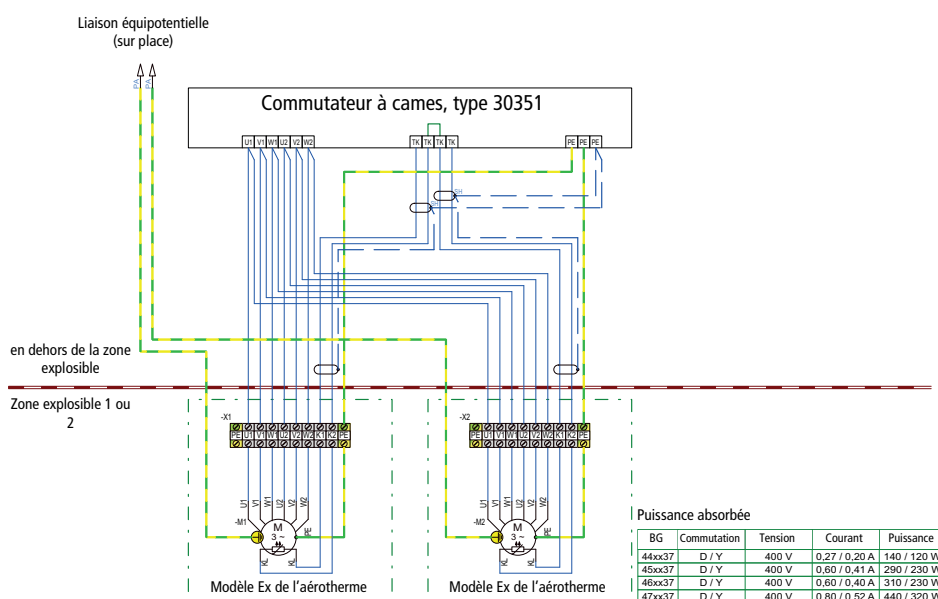 Liaison équipotentielle
(sur place)
PA
PA
Commutateur à cames, type 30351
U1 V1 W1 U2 V2 W2
TK TK TK TK
PE PE PE
SH
SH
en dehors de la zone
explosible
Zone explosible 1 ou
2
-X1
PE U1 V1 W1 U2 V2 W2 K1 K2 PE
-X2
PE U1 V1 W1 U2 V2 W2 K1 K2 PE
U1 V1 W1 U2 V2 W2
-M1
M
3 ~
PE
KL KL
Modèle Ex de l'aérotherme
U1 V1 W1 U2 V2 W2
-M2
M
3 ~
PE
KL KL
Modèle Ex de l'aérotherme
Puissance absorbée
BG Commutation Tension Courant Puissance
44xx37 D / Y 400 V 0,27 / 0,20 A 140 / 120 W
45xx37 D / Y 400 V 0,60 / 0,41 A 290 / 230 W
46xx37 D / Y 400 V 0,60 / 0,40 A 310 / 230 W
47xx37 D / Y 400 V 0,80 / 0,52 A 440 / 320 W